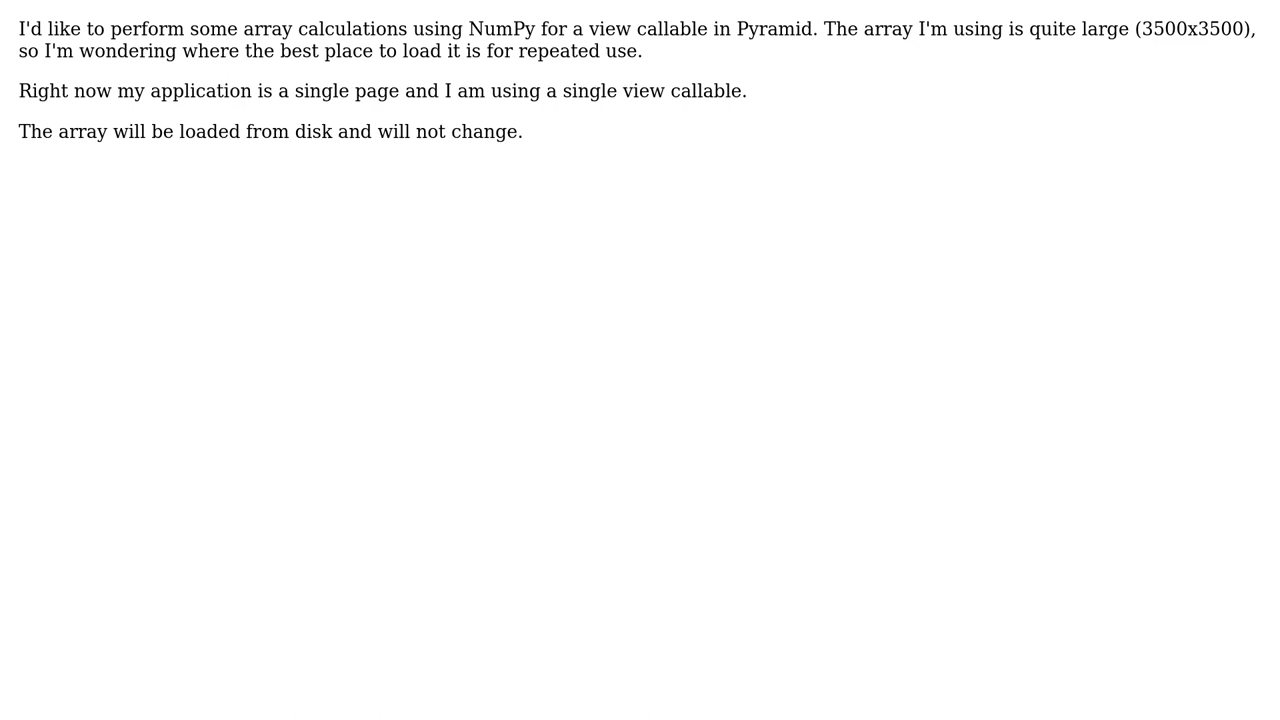 I'd like to perform some array calculations using NumPy for a view callable in Pyramid. The array I'm using is quite large (3500x3500),
so I'm wondering where the best place to load it is for repeated use.
Right now my application is a single page and I am using a single view callable.
The array will be loaded from disk and will not change.